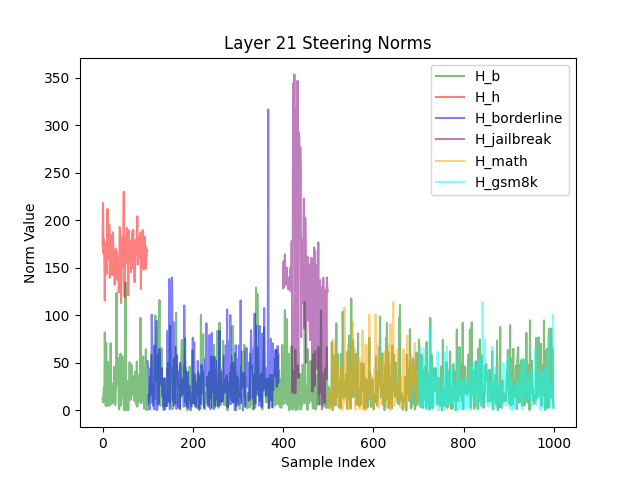 Layer 21 Steering Norms
Norm Value
350
300
250
200
150
100
50
0
H_b
H_h
H_borderline
H_jailbreak
H_math
H_gsm8k
0
200
400
600
800
1000
Sample Index